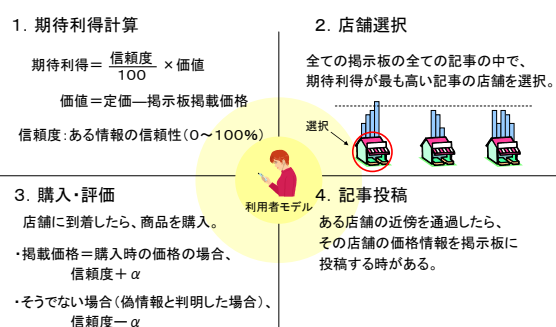 1. 期待利得計算
期待利得＝ 信頼度/100 ×価値
価値＝定価―掲示板掲載価格
信頼度:ある情報の信頼性(0～100%)
2. 店舗選択
全ての掲示板の全ての記事の中で、
期待利得が最も高い記事の店舗を選択。
選択
利用者モデル
3. 購入・評価
店舗に到着したら、商品を購入。
・掲載価格＝購入時の価格の場合、
信頼度＋α
・そうでない場合(偽情報と判明した場合)、
信頼度―α
4. 記事投稿
ある店舗の近傍を通過したら、
その店舗の価格情報を掲示板に
投稿する時がある。